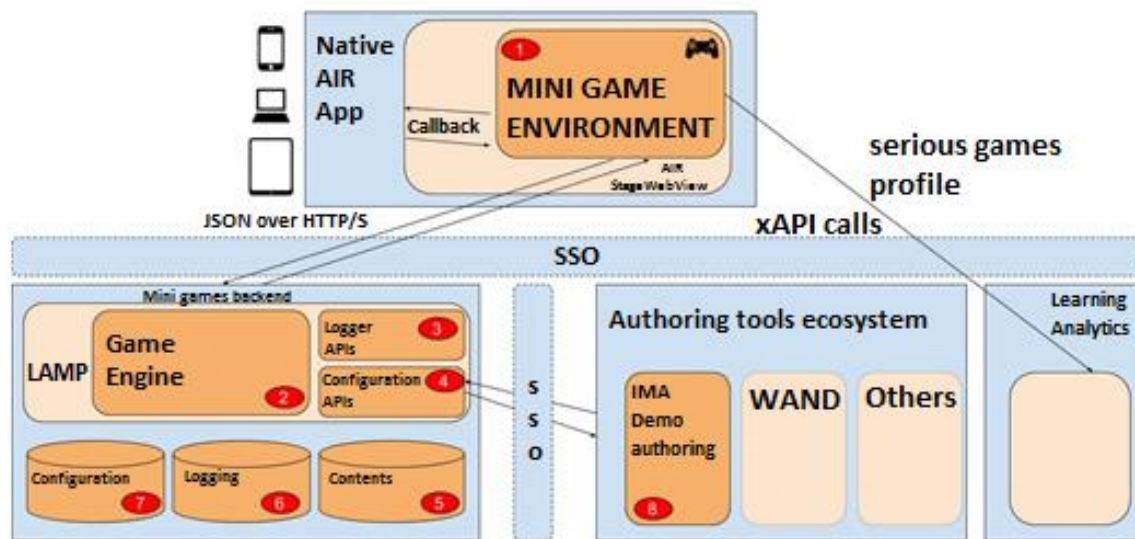 Native
AIR
App
1
MINI GAME
ENVIRONMENT
Callback
AIR
StageWebView
serious games
profile
JSON over HTTP/S
xAPI calls
SSO
Mini games backend
LAMP
Game
Engine
2
Logger
APIs
3
Configuration
APIs
4
Configuration
7
Logging
6
Contents
5
S
S
O
Authoring tools ecosystem
IMA
Demo
authoring
8
WAND
Others
Learning
Analytics